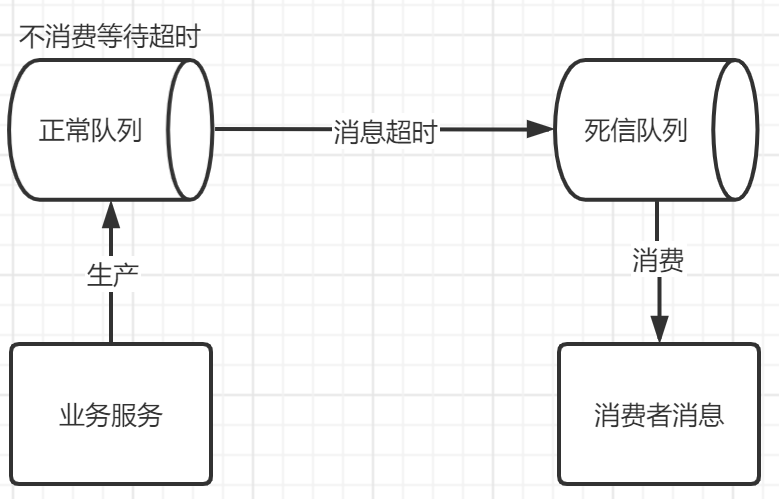 不消费等待超时
正常队列
消息超时
死信队列
生产
消费
业务服务
消费者消息